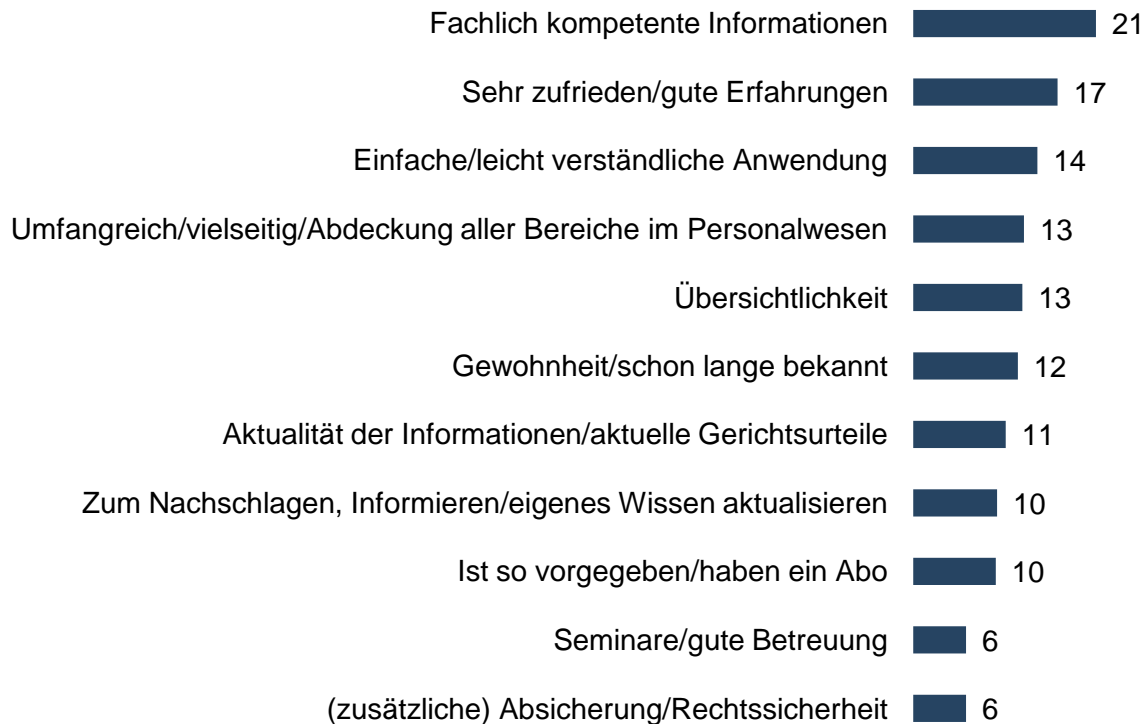 Fachlich kompetente Informationen 21
Sehr zufrieden/gute Erfahrungen 17
Einfache/leicht verständliche Anwendung 14
Umfangreich/vielseitig/Abdeckung aller Bereiche im Personalwesen 13
Übersichtlichkeit 13
Gewohnheit/schon lange bekannt 12
Aktualität der Informationen/aktuelle Gerichtsurteile 11
Zum Nachschlagen, Informieren/eigenes Wissen aktualisieren 10
Ist so vorgegeben/haben ein Abo 10
Seminare/gute Betreuung 6
(zusätzliche) Absicherung/Rechtssicherheit 6